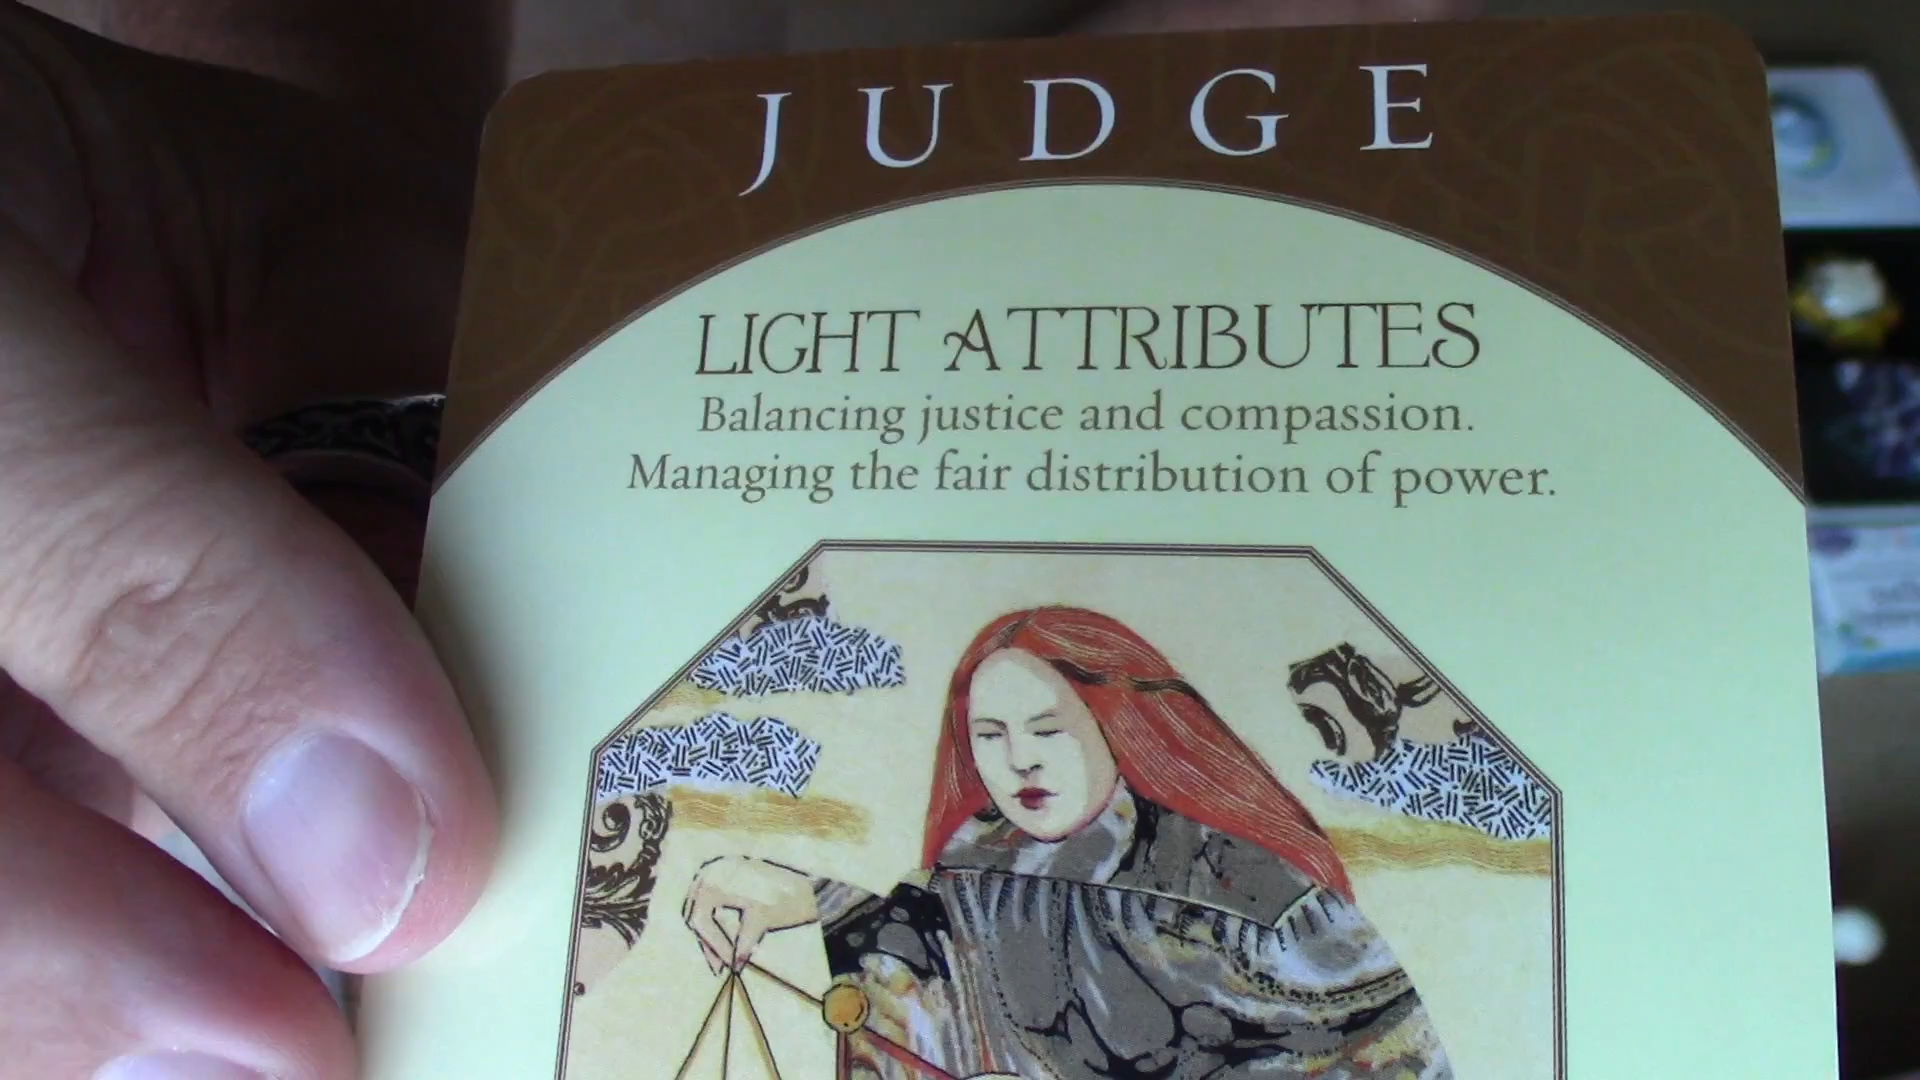 JUDGE
LIGHT ATTRIBUTES
Balancing justice and compassion.
Managing the fair distribution of power.